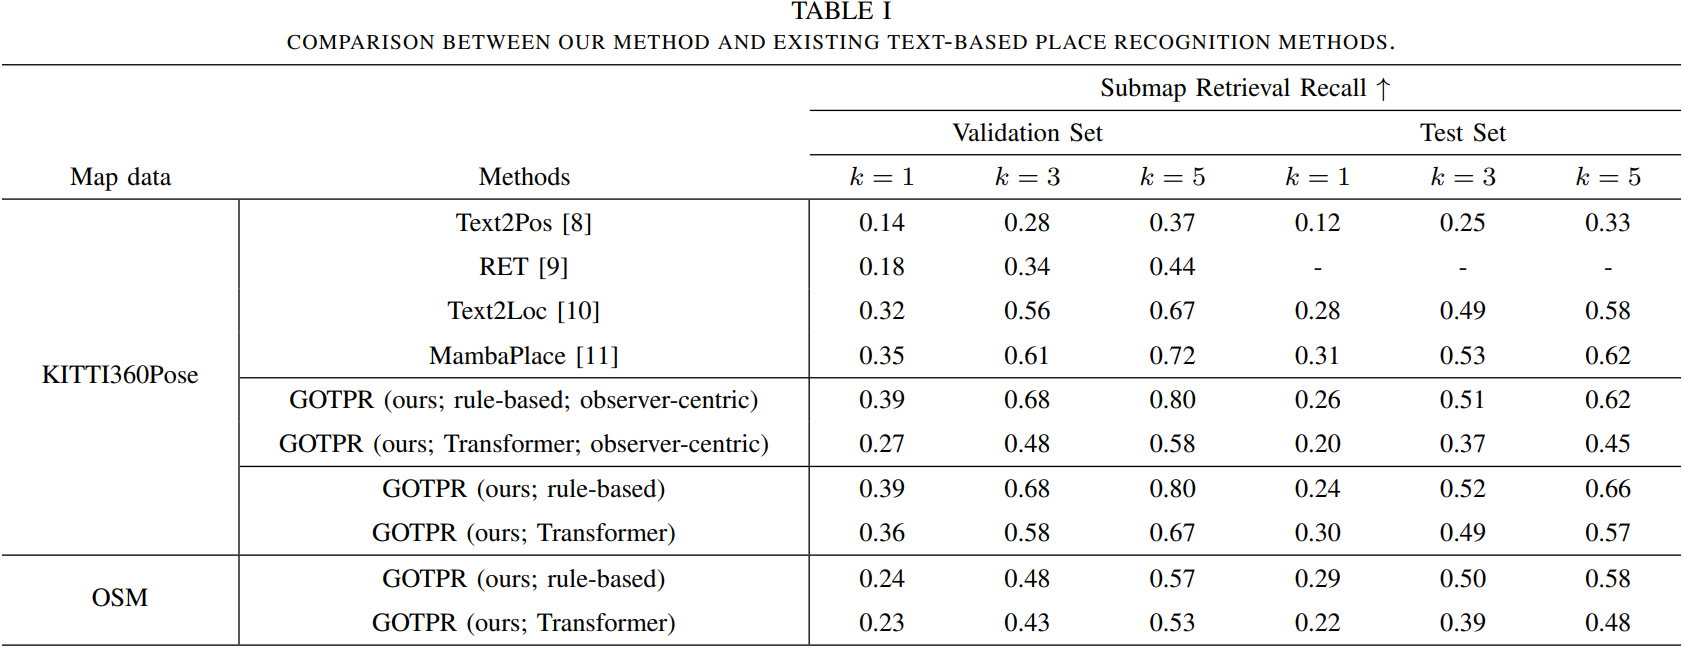 TABLE I
COMPARISON BETWEEN OUR METHOD AND EXISTING TEXT-BASED PLACE RECOGNITION METHODS.
Submap Retrieval Recall ↑
Validation Set Test Set
Map data Methods k = 1 k = 3 k = 5 k = 1 k = 3 k = 5
Text2Pos [8] 0.14 0.28 0.37 0.12 0.25 0.33
RET [9] 0.18 0.34 0.44 - - -
Text2Loc [10] 0.32 0.56 0.67 0.28 0.49 0.58
MambaPlace [11] 0.35 0.61 0.72 0.31 0.53 0.62
KITTI360Pose
GOTPR (ours; rule-based; observer-centric) 0.39 0.68 0.80 0.26 0.51 0.62
GOTPR (ours; Transformer; observer-centric) 0.27 0.48 0.58 0.20 0.37 0.45
GOTPR (ours; rule-based) 0.39 0.68 0.80 0.24 0.52 0.66
GOTPR (ours; Transformer) 0.36 0.58 0.67 0.30 0.49 0.57
GOTPR (ours; rule-based) 0.24 0.48 0.57 0.29 0.50 0.58
OSM
GOTPR (ours; Transformer) 0.23 0.43 0.53 0.22 0.39 0.48